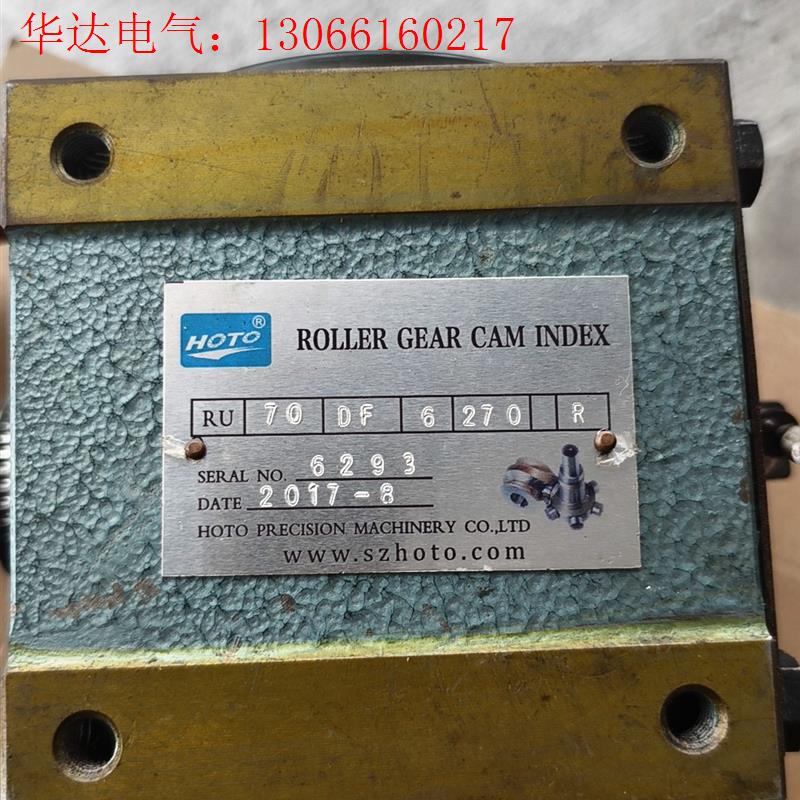 华达电气：13066160217
HOTO ®
ROLLER GEAR CAM INDEX
RU 70 DF 6 270 R
SERAL NO. 6293
DATE 2017-8
HOTO PRECISION MACHINERY CO.,LTD
www.szhoto.com